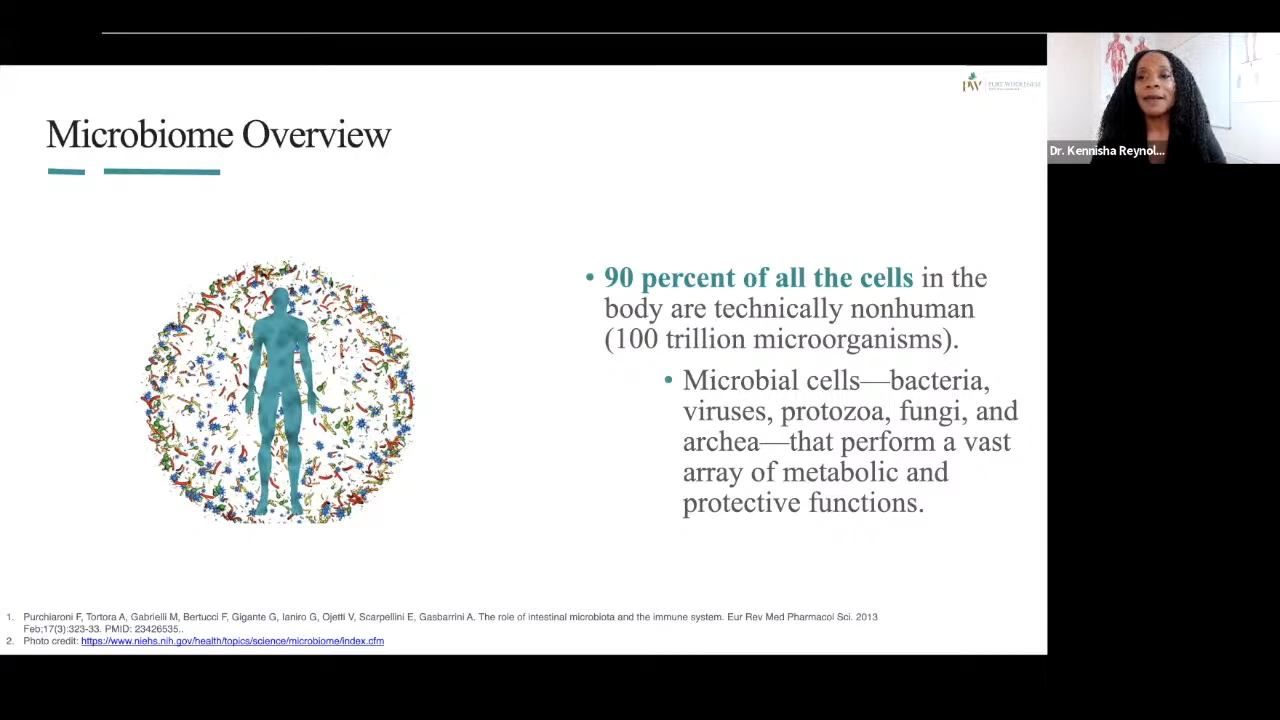 PW PURE WHOLENESS
Microbiome Overview
Dr. Kennisha Reynol...
• 90 percent of all the cells in the
body are technically nonhuman
(100 trillion microorganisms).
• Microbial cells—bacteria,
viruses, protozoa, fungi, and
archea—that perform a vast
array of metabolic and
protective functions.
1. Purchiaroni F, Tortora A, Gabrielli M, Bertucci F, Gigante G, Ianiro G, Ojetti V, Scarpellini E, Gasbarrini A. The role of intestinal microbiota and the immune system. Eur Rev Med Pharmacol Sci. 2013
Feb;17(3):323-33. PMID: 23426535..
2. Photo credit: https://www.niehs.nih.gov/health/topics/science/microbiome/index.cfm